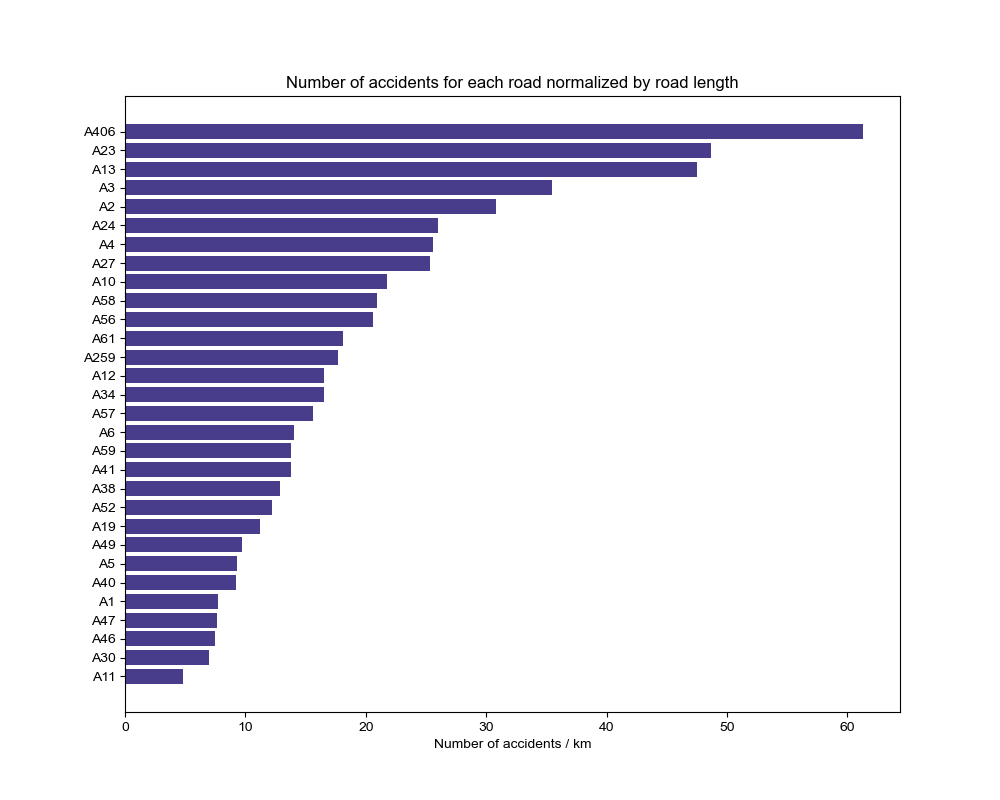 Number of accidents for each road normalized by road length
A406
A23
A13
A3
A2
A24
A4
A27
A10
A58
A56
A61
A259
A12
A34
A57
A6
A59
A41
A38
A52
A19
A49
A5
A40
A1
A47
A46
A30
A11
0 10 20 30 40 50 60
Number of accidents / km